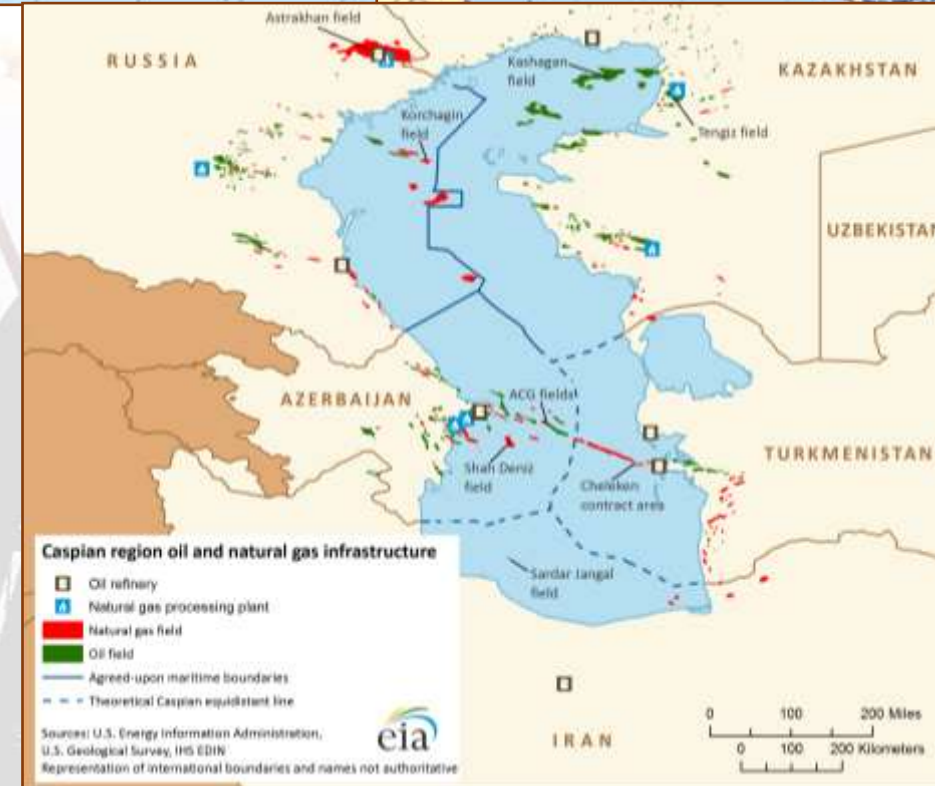 Astrakhan field
RUSSIA
Kashagan
field
KAZAKHSTAN
Korchagin
field
Tengiz field
UZBEKISTAN
AZERBAIJAN
ACG fields
TURKMENISTAN
Shah Deniz
field
Cheleken
contract area
Sardar Jangal
field
IRAN
Caspian region oil and natural gas infrastructure
Oil refinery
Natural gas processing plant
Natural gas field
Oil field
Agreed-upon maritime boundaries
Theoretical Caspian equidistant line
Sources: U.S. Energy Information Administration,
U.S. Geological Survey, IHS EDIN
Representation of international boundaries and names not authoritative
eia
0 100 200 Miles
0 100 200 Kilometers